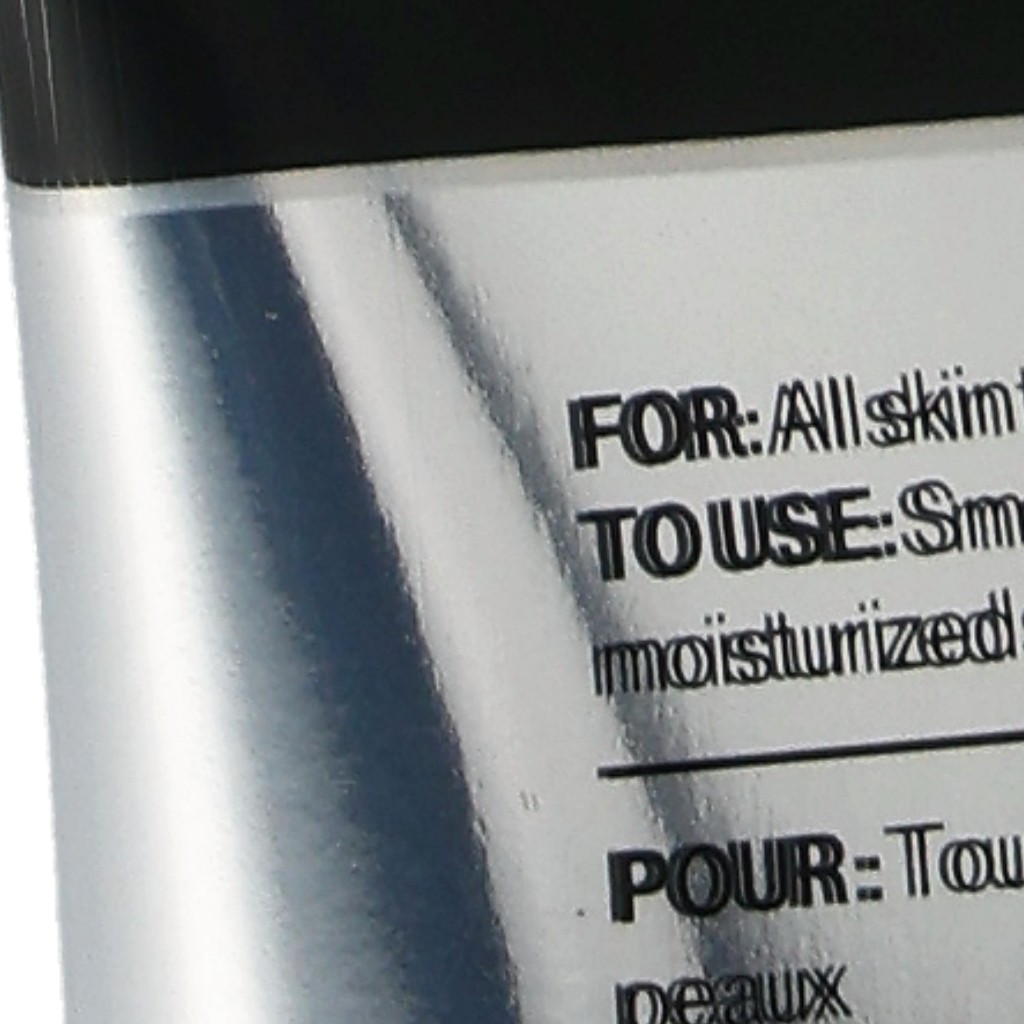 FOR: All skin
TO USE: Sm
moisturized
POUR: Tou
peaux